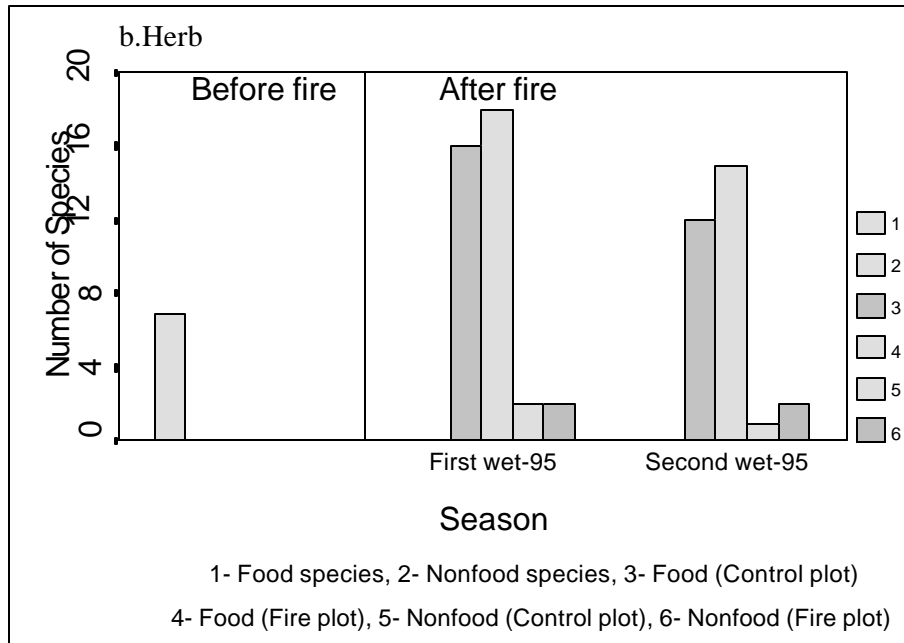 b.Herb
Before fire
After fire
Number of Species
20
16
12
8
4
0
First wet-95
Second wet-95
Season
1
2
3
4
5
6
1- Food species, 2- Nonfood species, 3- Food (Control plot)
4- Food (Fire plot), 5- Nonfood (Control plot), 6- Nonfood (Fire plot)